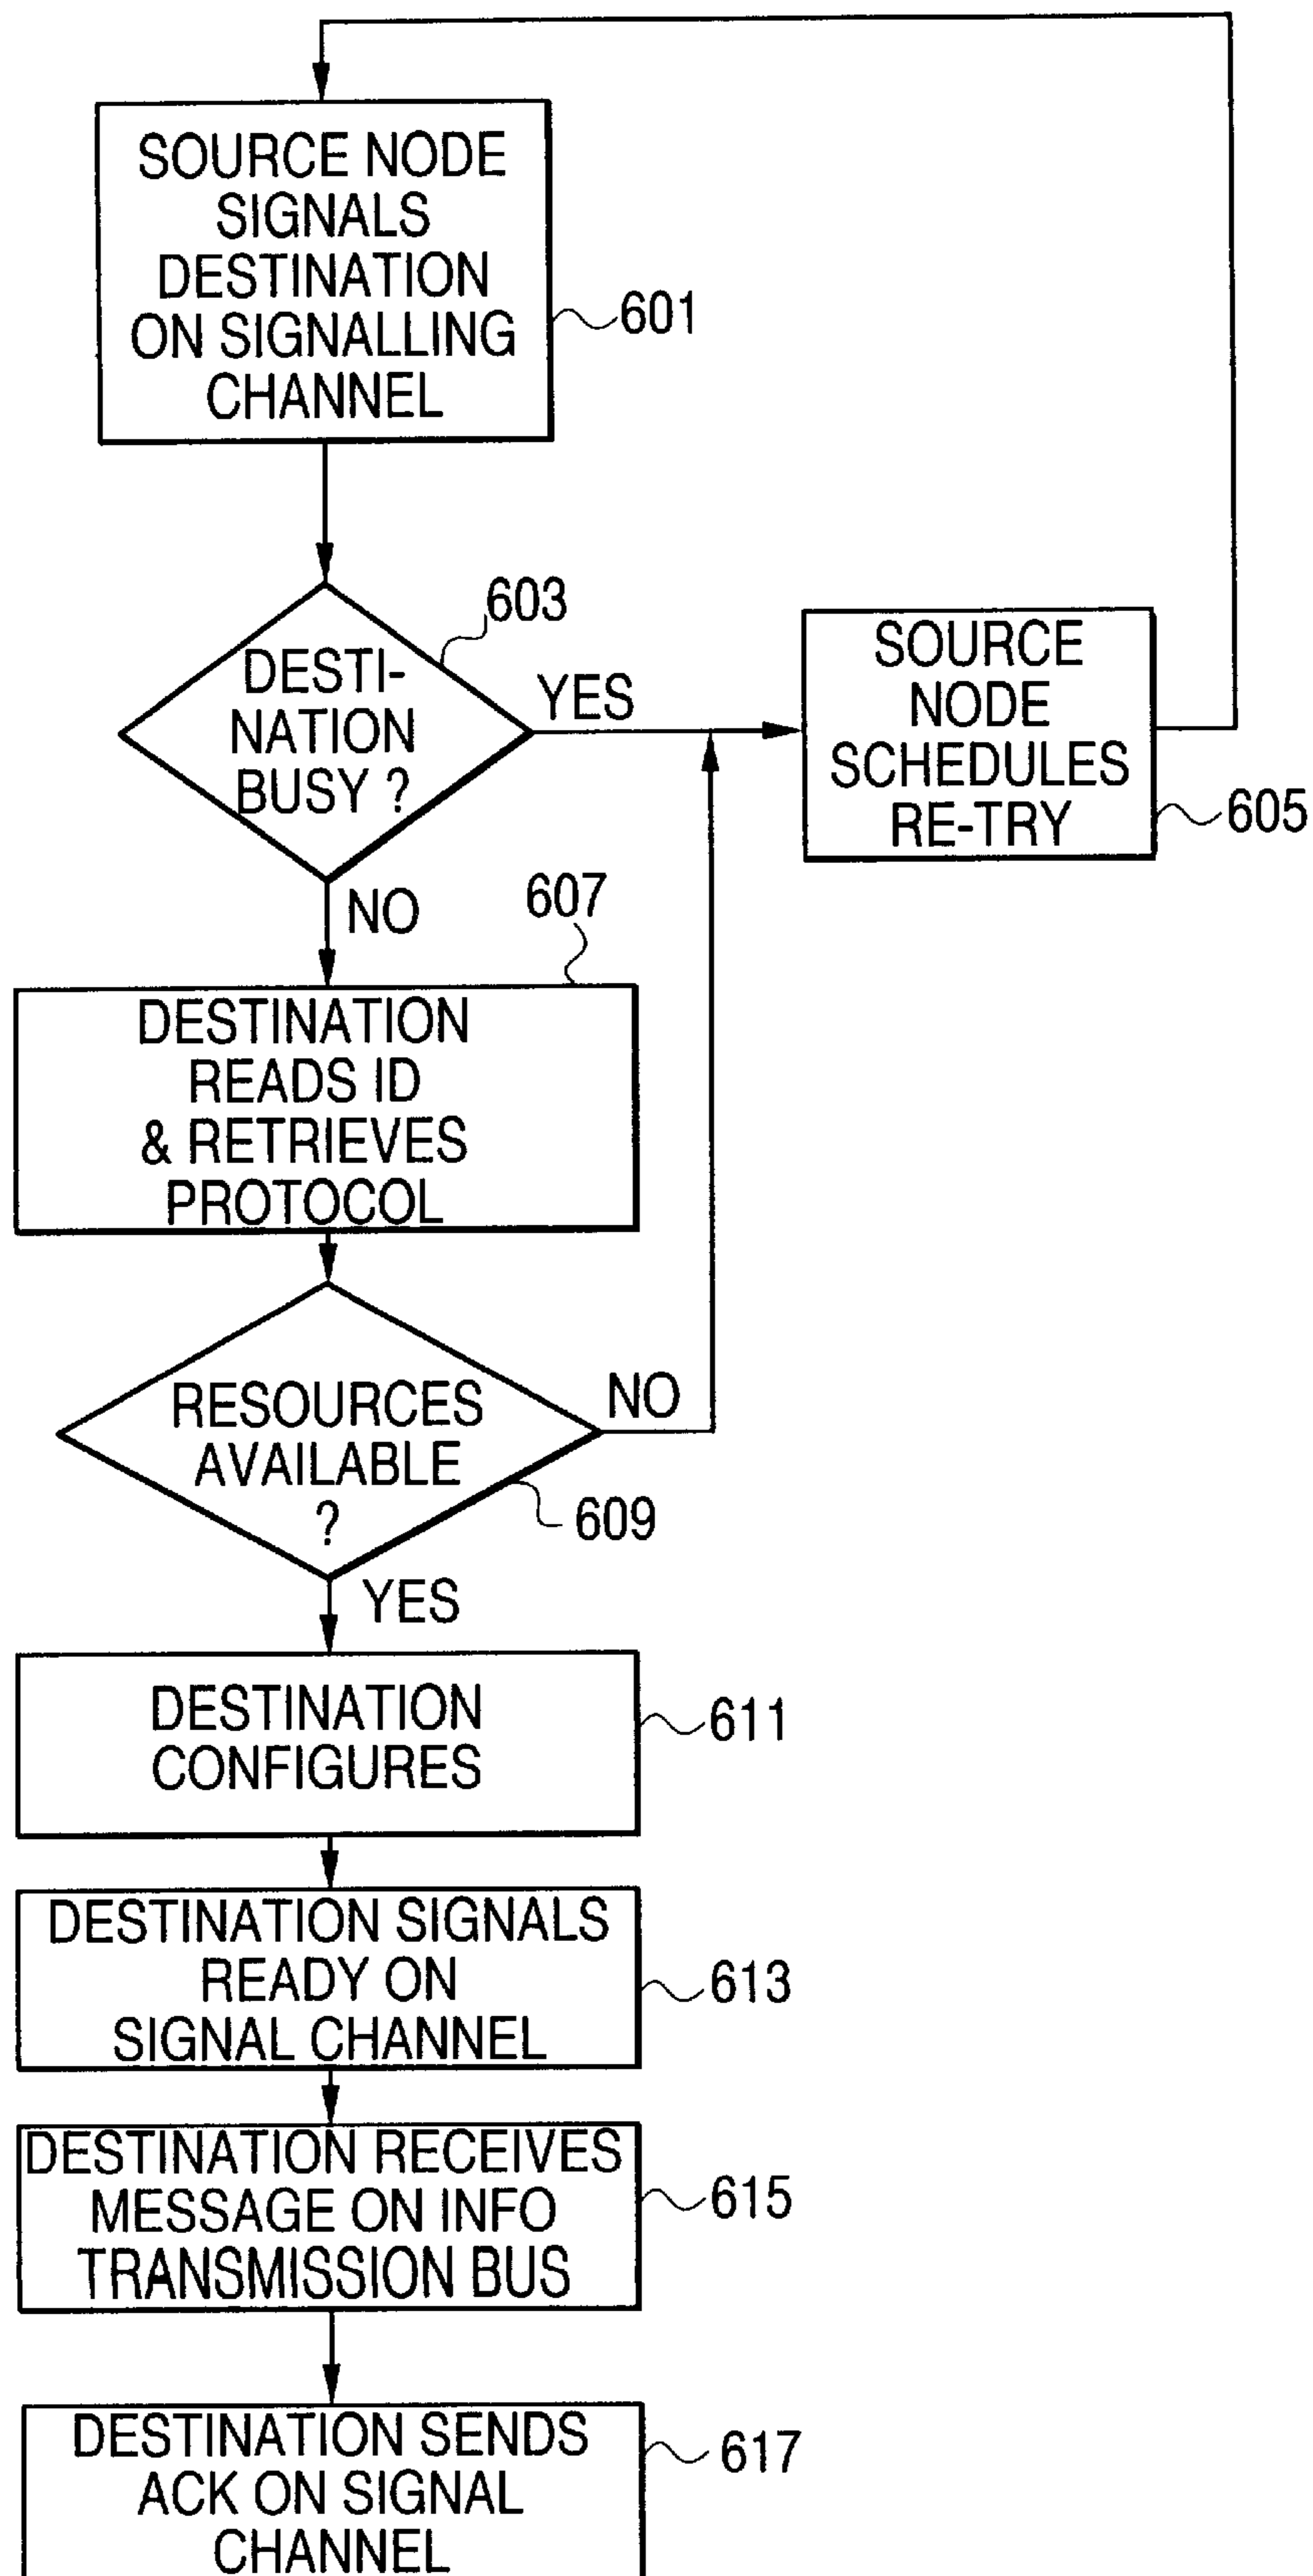 SOURCE NODE
SIGNALS
DESTINATION
ON SIGNALLING
CHANNEL
601
603
DESTI-
NATION
BUSY ?
YES
SOURCE
NODE
SCHEDULES
RE-TRY
605
NO
607
DESTINATION
READS ID
& RETRIEVES
PROTOCOL
RESOURCES
AVAILABLE
?
NO
609
YES
DESTINATION
CONFIGURES
611
DESTINATION SIGNALS
READY ON
SIGNAL CHANNEL
613
DESTINATION RECEIVES
MESSAGE ON INFO
TRANSMISSION BUS
615
DESTINATION SENDS
ACK ON SIGNAL
CHANNEL
617